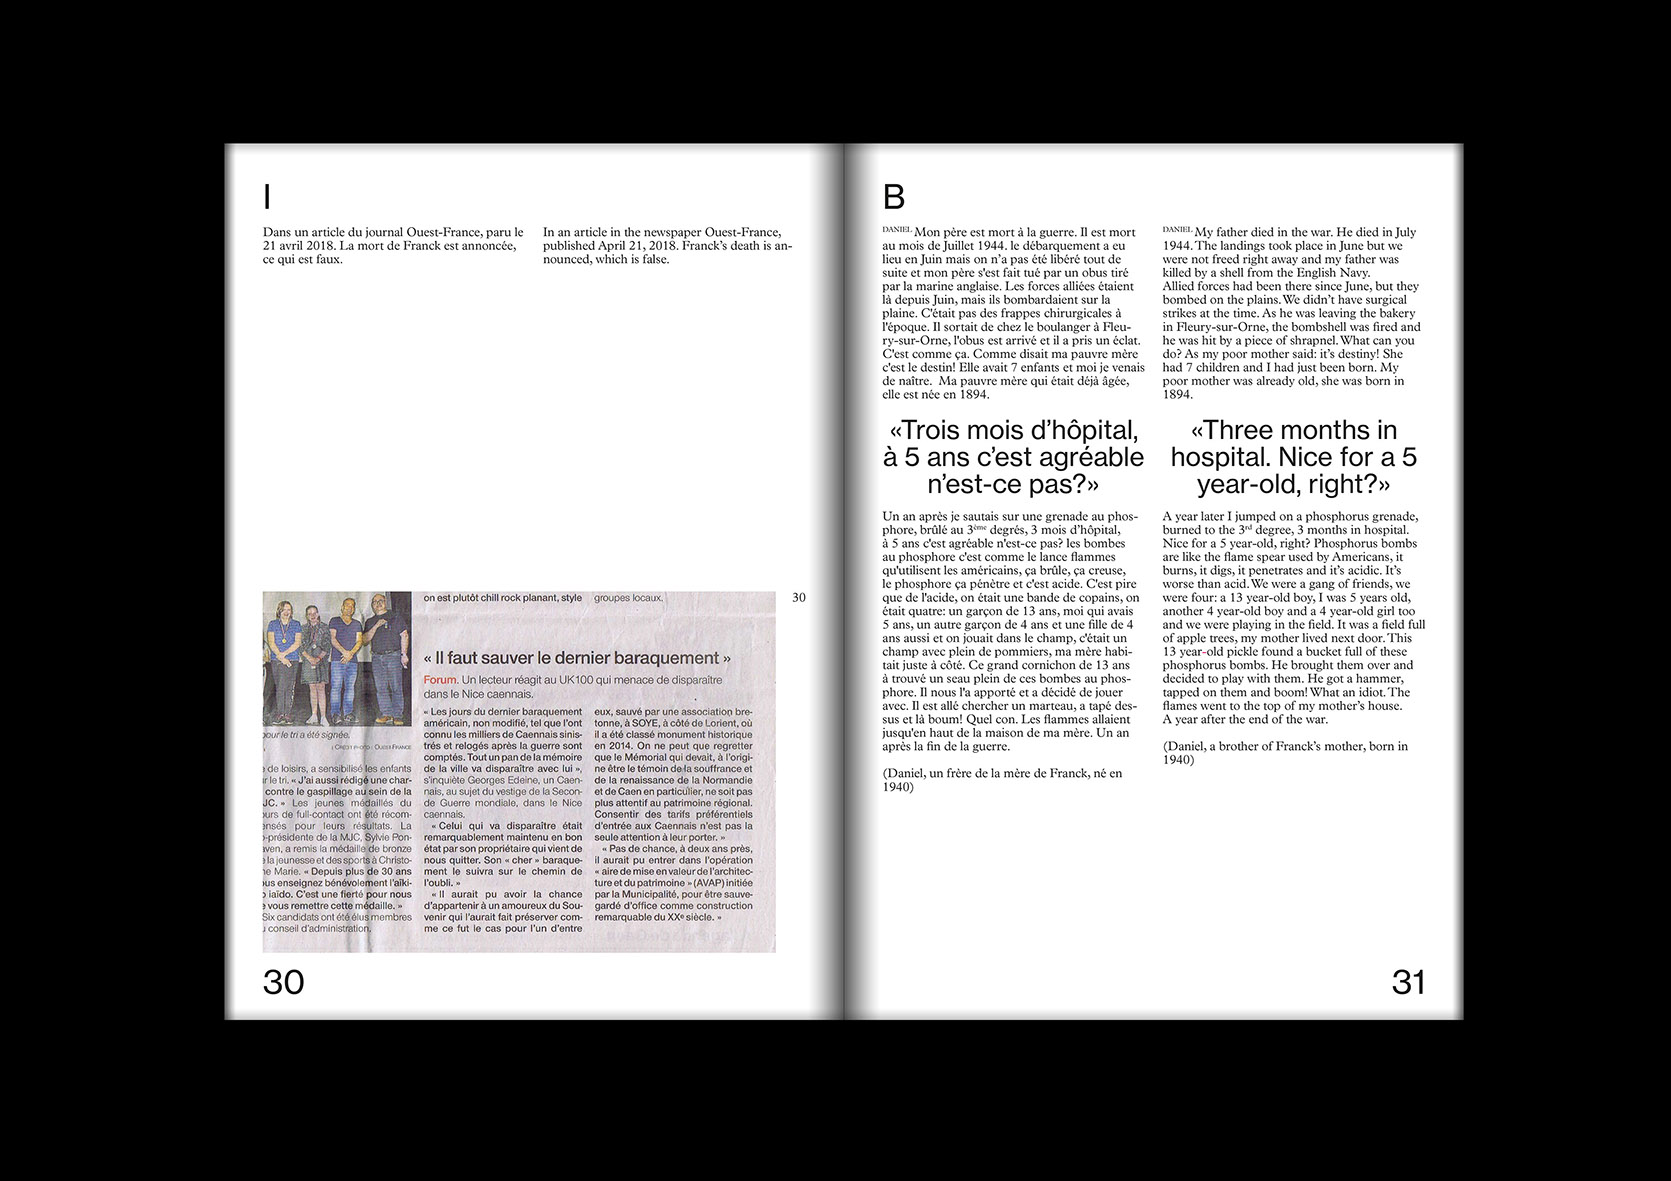 I
Dans un article du journal Ouest-France, paru le
21 avril 2018. La mort de Franck est annoncée,
ce qui est faux.
In an article in the newspaper Ouest-France,
published April 21, 2018. Franck's death is an-
nounced, which is false.
30
pour le tri a été signée.
| CRÉDIT PHOTO : OUEST FRANCE
de loisirs, a sensibilisé les enfants
ur le tri. « J'ai aussi rédigé une char-
contre le gaspillage au sein de la
JC. » Les jeunes médaillés du
urs de full-contact ont été récom-
ensés pour leurs résultats. La
-présidente de la MJC, Sylvie Pon-
aven, a remis la médaille de bronze
e la jeunesse et des sports à Christo-
he Marie. « Depuis plus de 30 ans
ous enseignez bénévolement l'aïki-
o iaïdo. C'est une fierté pour nous
e vous remettre cette médaille. »
Six candidats ont été élus membres
u conseil d'administration.
on est plutôt chill rock planant, style
groupes locaux.
« Il faut sauver le dernier baraquement »
Forum. Un lecteur réagit au UK100 qui menace de disparaître
dans le Nice caennais.
« Les jours du dernier baraquement
américain, non modifié, tel que l'ont
connu les milliers de Caennais sinis-
trés et relogés après la guerre sont
comptés. Tout un pan de la mémoire
de la ville va disparaître avec lui »,
s'inquiète Georges Edeine, un Caen-
nais, au sujet du vestige de la Secon-
de Guerre mondiale, dans le Nice
caennais.
« Celui qui va disparaître était
remarquablement maintenu en bon
état par son propriétaire qui vient de
nous quitter. Son « cher » baraque-
ment le suivra sur le chemin de
l'oubli. »
« Il aurait pu avoir la chance
d'appartenir à un amoureux du Sou-
venir qui l'aurait fait préserver com-
me ce fut le cas pour l'un d'entre
eux, sauvé par une association bre-
tonne, à SOYE, à côté de Lorient, où
il a été classé monument historique
en 2014. On ne peut que regretter
que le Mémorial qui devait, à l'origi-
ne être le témoin de la souffrance et
de la renaissance de la Normandie
et de Caen en particulier, ne soit pas
plus attentif au patrimoine régional.
Consentir des tarifs préférentiels
d'entrée aux Caennais n'est pas la
seule attention à leur porter. »
« Pas de chance, à deux ans près,
il aurait pu entrer dans l'opération
« aire de mise en valeur de l'architec-
ture et du patrimoine » (AVAP) initiée
par la Municipalité, pour être sauve-
gardé d'office comme construction
remarquable du XXe siècle. »
30
B
DANIEL Mon père est mort à la guerre. Il est mort
au mois de Juillet 1944. le débarquement a eu
lieu en Juin mais on n'a pas été libéré tout de
suite et mon père s'est fait tué par un obus tiré
par la marine anglaise. Les forces alliées étaient
là depuis Juin, mais ils bombardaient sur la
plaine. C'était pas des frappes chirurgicales à
l'époque. Il sortait de chez le boulanger à Fleu-
ry-sur-Orne, l'obus est arrivé et il a pris un éclat.
C'est comme ça. Comme disait ma pauvre mère
c'est le destin! Elle avait 7 enfants et moi je venais
de naître. Ma pauvre mère qui était déjà âgée,
elle est née en 1894.
«Trois mois d'hôpital,
à 5 ans c'est agréable
n'est-ce pas?»
Un an après je sautais sur une grenade au phos-
phore, brûlé au 3ème degrés, 3 mois d'hôpital,
à 5 ans c'est agréable n'est-ce pas? les bombes
au phosphore c'est comme le lance flammes
qu'utilisent les américains, ça brûle, ça creuse,
le phosphore ça pénètre et c'est acide. C'est pire
que de l'acide, on était une bande de copains, on
était quatre: un garçon de 13 ans, moi qui avais
5 ans, un autre garçon de 4 ans et une fille de 4
ans aussi et on jouait dans le champ, c'était un
champ avec plein de pommiers, ma mère habi-
tait juste à côté. Ce grand cornichon de 13 ans
à trouvé un seau plein de ces bombes au phos-
phore. Il nous l'a apporté et a décidé de jouer
avec. Il est allé chercher un marteau, a tapé des-
sus et là boum! Quel con. Les flammes allaient
jusqu'en haut de la maison de ma mère. Un an
après la fin de la guerre.
(Daniel, un frère de la mère de Franck, né en
1940)
DANIEL My father died in the war. He died in July
1944. The landings took place in June but we
were not freed right away and my father was
killed by a shell from the English Navy.
Allied forces had been there since June, but they
bombed on the plains. We didn't have surgical
strikes at the time. As he was leaving the bakery
in Fleury-sur-Orne, the bombshell was fired and
he was hit by a piece of shrapnel. What can you
do? As my poor mother said: it's destiny! She
had 7 children and I had just been born. My
poor mother was already old, she was born in
1894.
«Three months in
hospital. Nice for a 5
year-old, right?»
A year later I jumped on a phosphorus grenade,
burned to the 3rd degree, 3 months in hospital.
Nice for a 5 year-old, right? Phosphorus bombs
are like the flame spear used by Americans, it
burns, it digs, it penetrates and it's acidic. It's
worse than acid. We were a gang of friends, we
were four: a 13 year-old boy, I was 5 years old,
another 4 year-old boy and a 4 year-old girl too
and we were playing in the field. It was a field full
of apple trees, my mother lived next door. This
13 year-old pickle found a bucket full of these
phosphorus bombs. He brought them over and
decided to play with them. He got a hammer,
tapped on them and boom! What an idiot. The
flames went to the top of my mother's house.
A year after the end of the war.
(Daniel, a brother of Franck's mother, born in
1940)
31